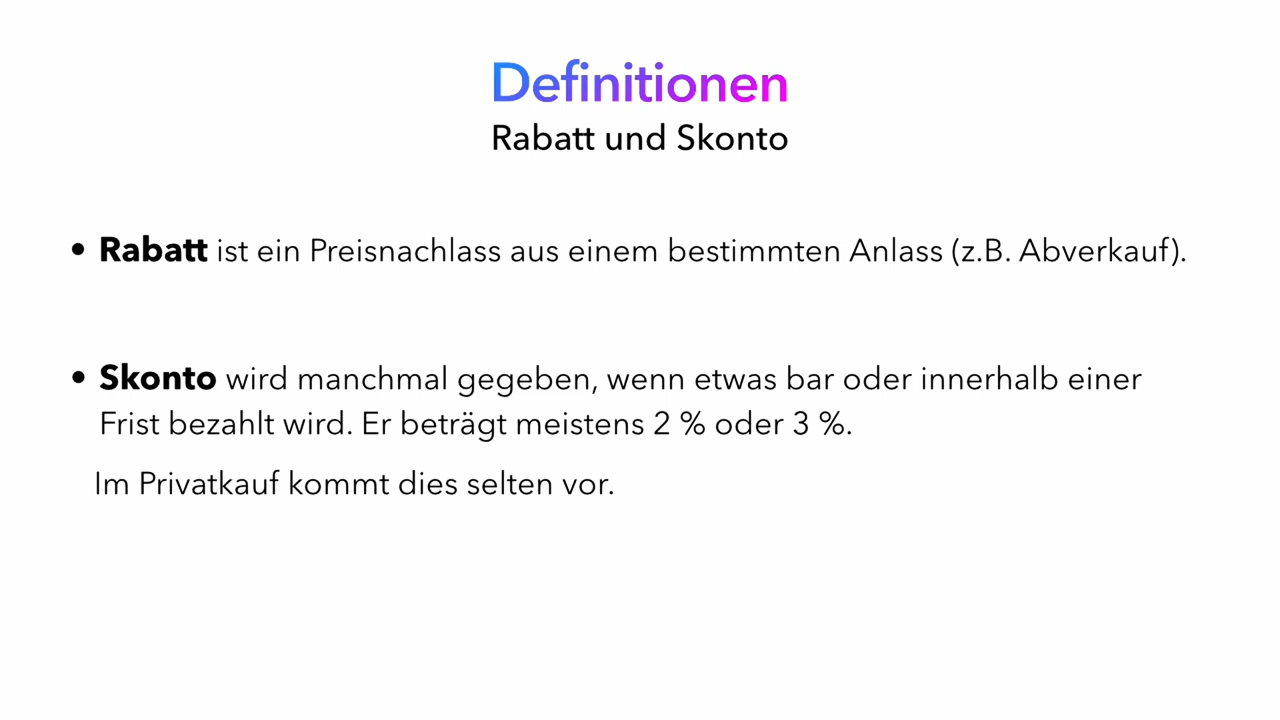 Definitionen
Rabatt und Skonto
• Rabatt ist ein Preisnachlass aus einem bestimmten Anlass (z.B. Abverkauf).
• Skonto wird manchmal gegeben, wenn etwas bar oder innerhalb einer
Frist bezahlt wird. Er beträgt meistens 2 % oder 3 %.
Im Privatkauf kommt dies selten vor.